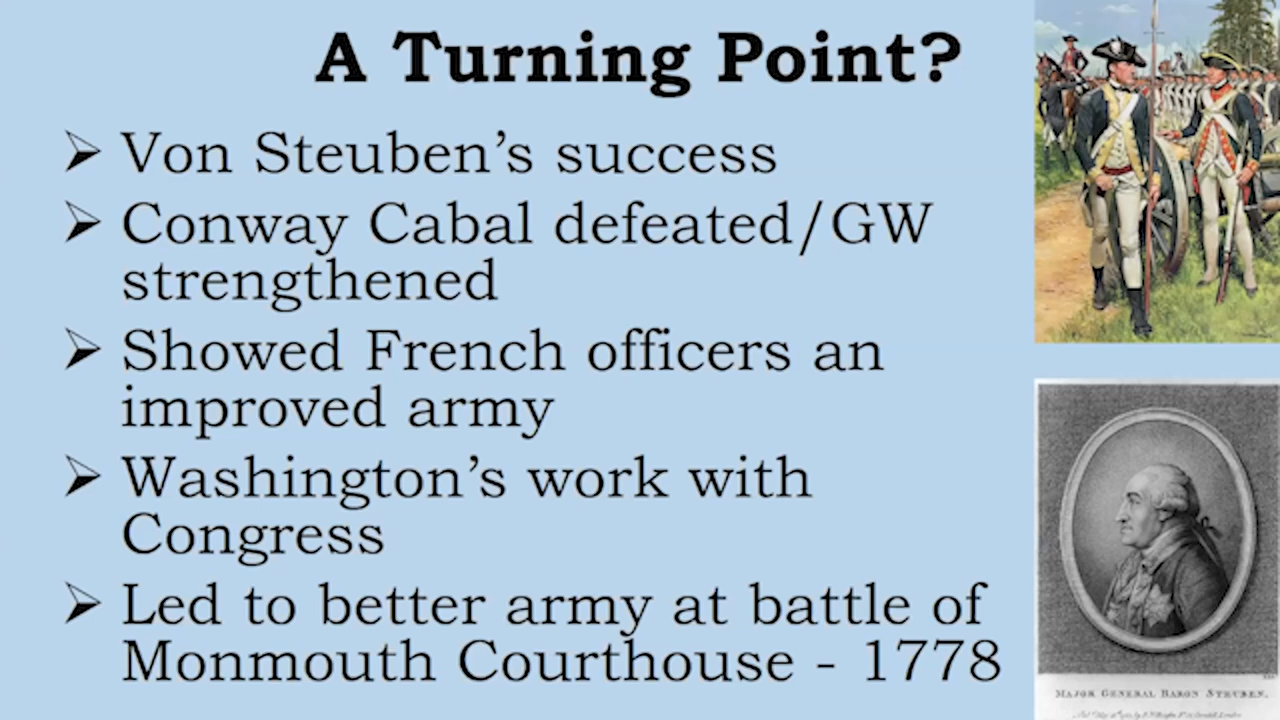 A Turning Point?
➢ Von Steuben's success
➢ Conway Cabal defeated/GW
strengthened
➢ Showed French officers an
improved army
➢ Washington's work with
Congress
➢ Led to better army at battle of
Monmouth Courthouse - 1778
MAJOR GENERAL BARON STEUBEN.